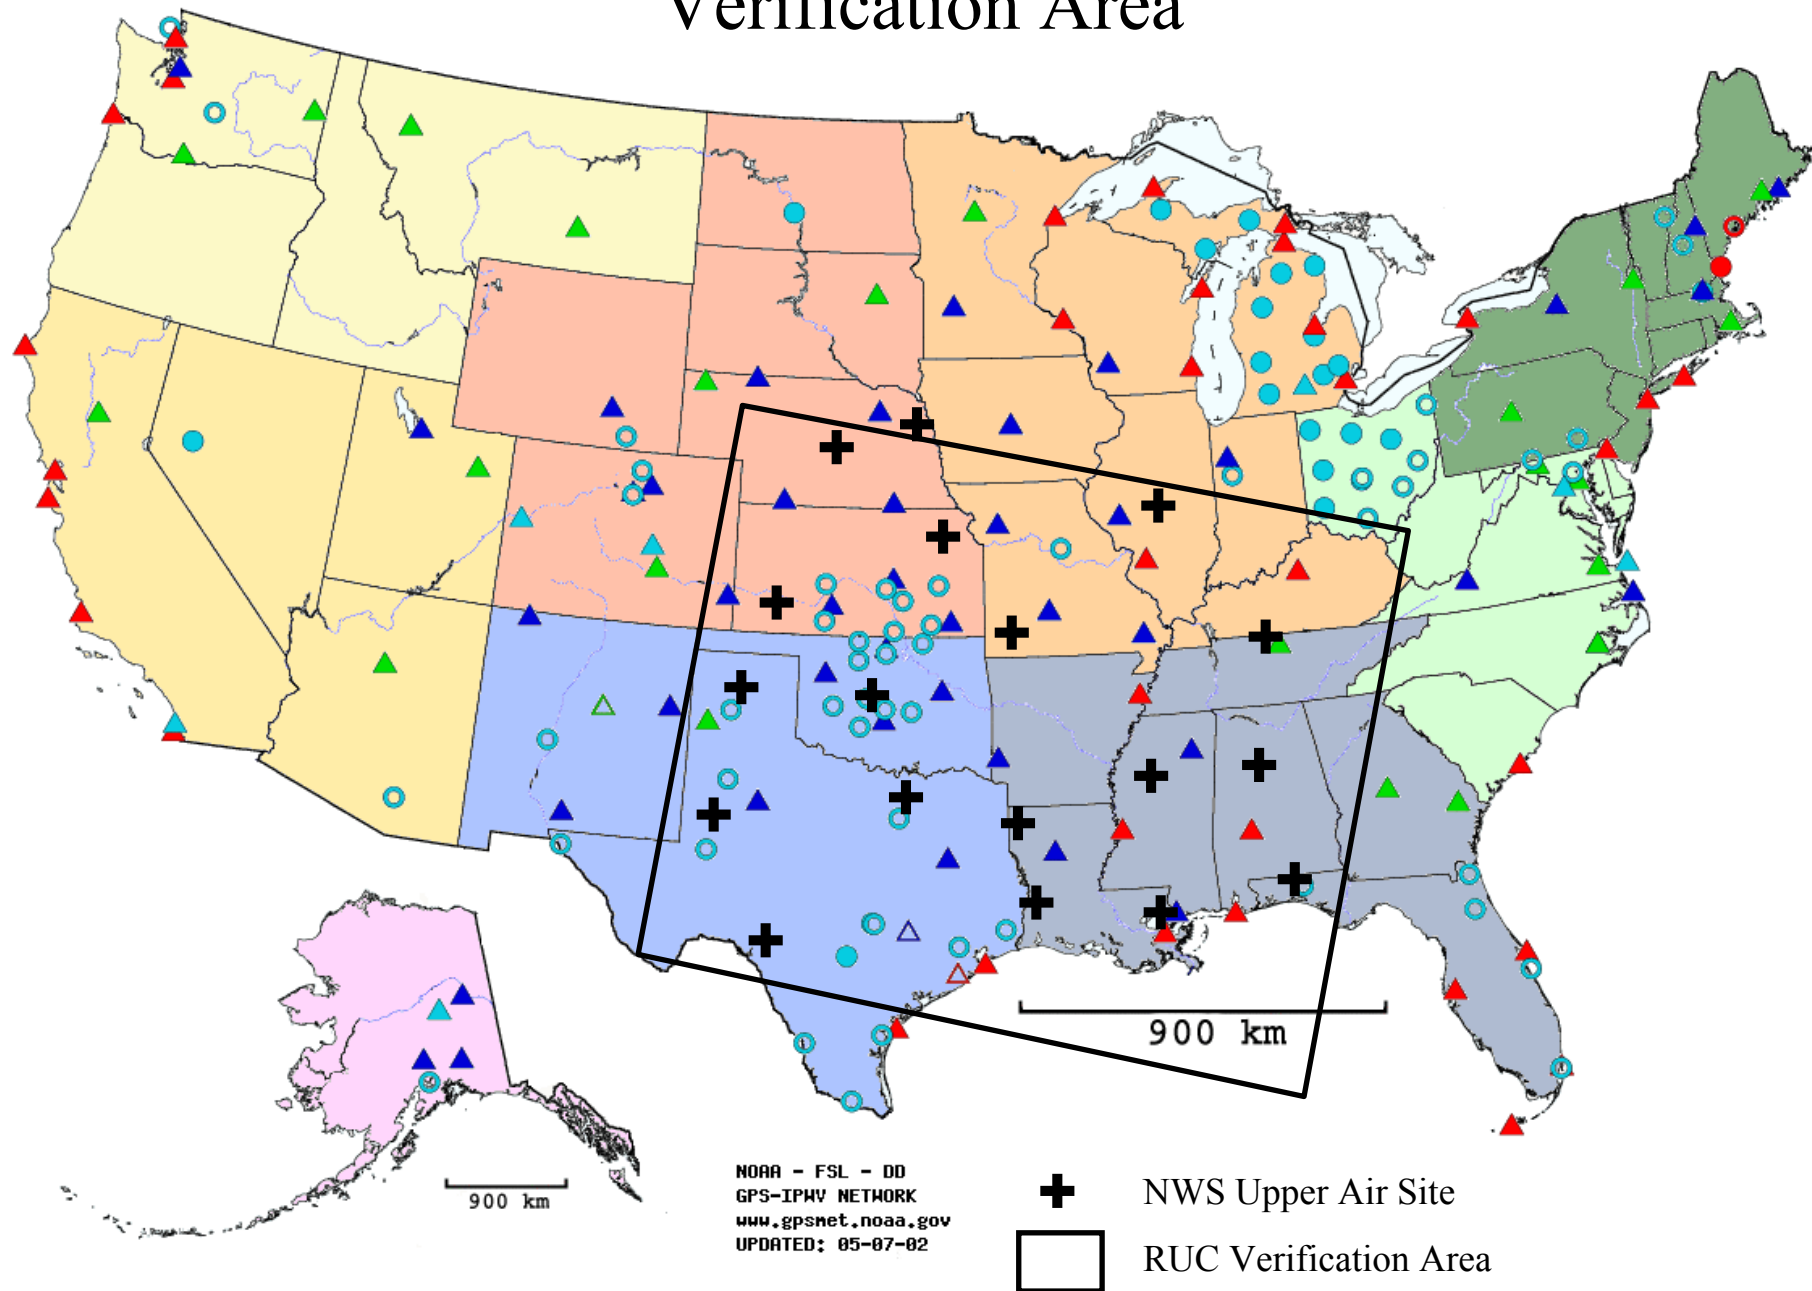 Verification Area
900 km
900 km
NOAA - FSL - DD
GPS-IPWV NETWORK
www.gpsmet.noaa.gov
UPDATED: 05-07-02
NWS Upper Air Site
RUC Verification Area